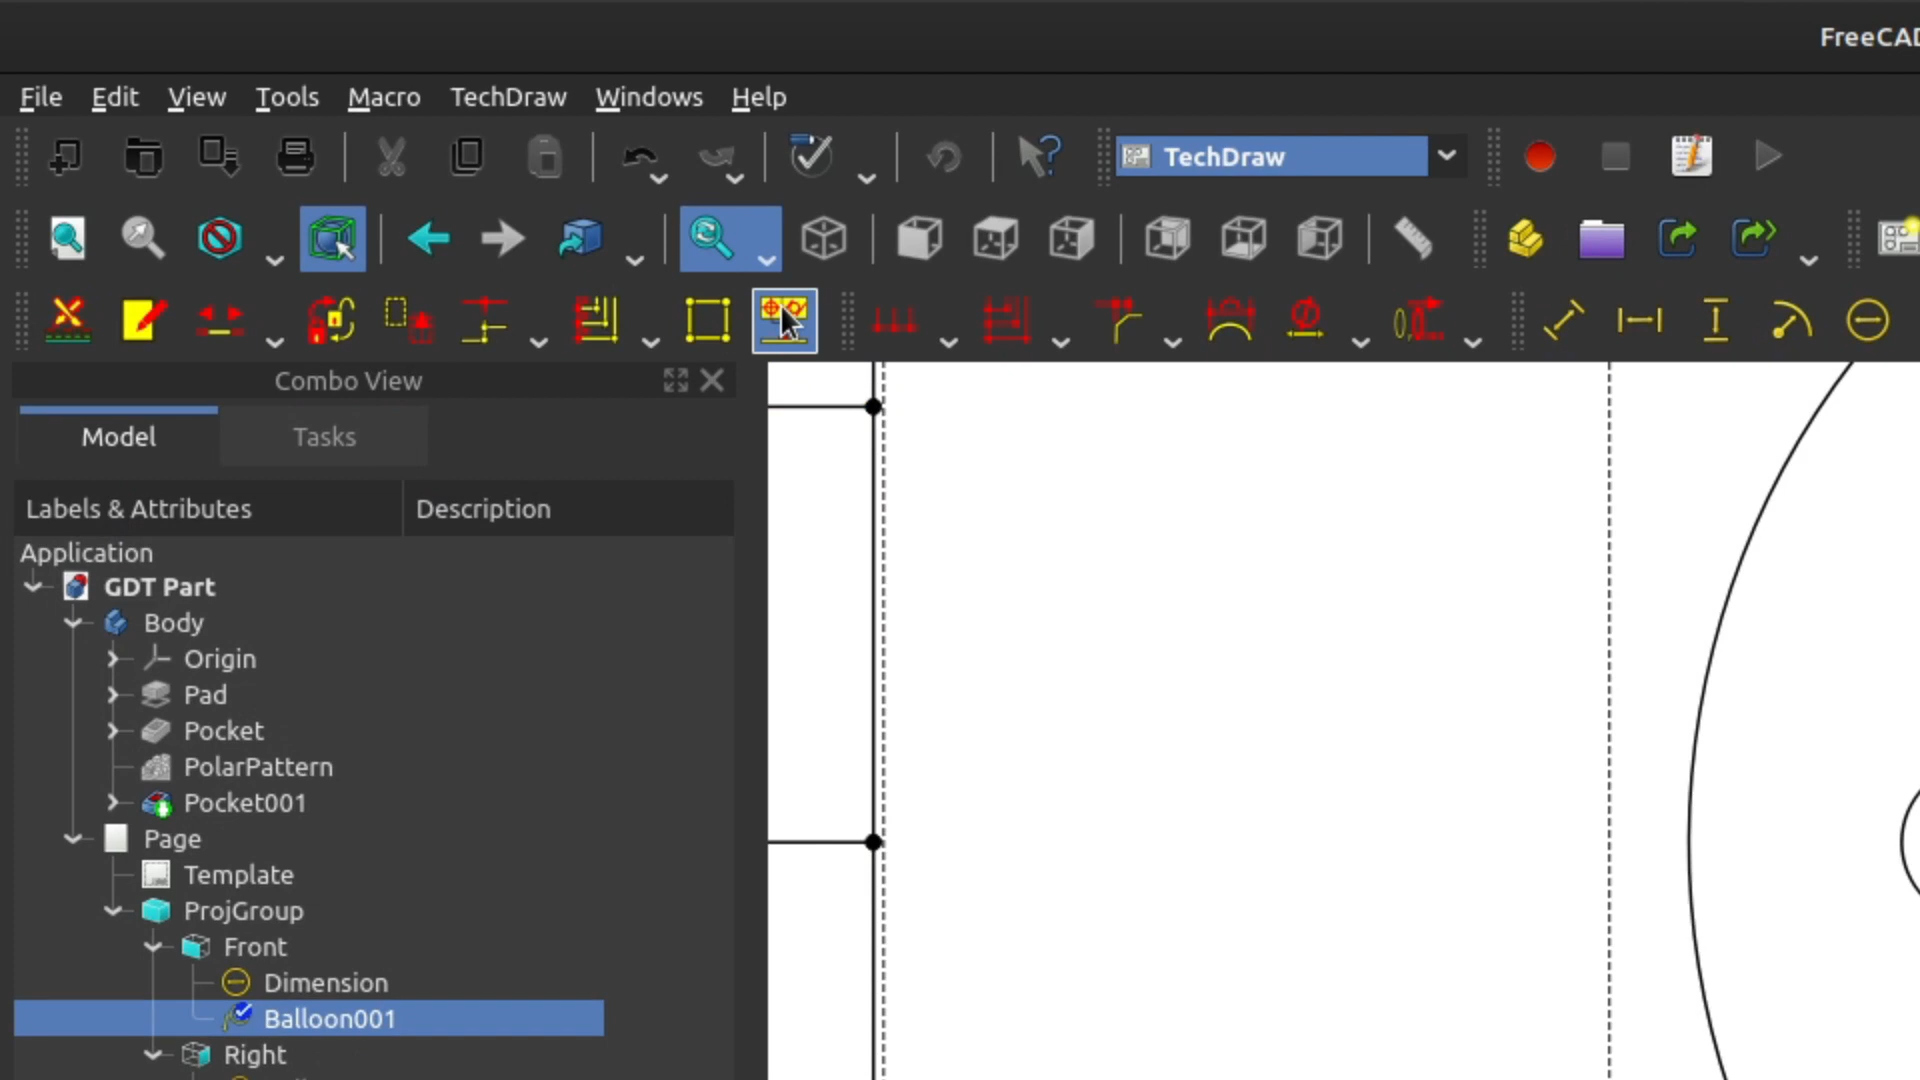 FreeCAD
File Edit View Tools Macro TechDraw Windows Help
TechDraw
Combo View
Model Tasks
Labels & Attributes Description
Application
GDT Part
Body
Origin
Pad
Pocket
PolarPattern
Pocket001
Page
Template
ProjGroup
Front
Dimension
Balloon001
Right